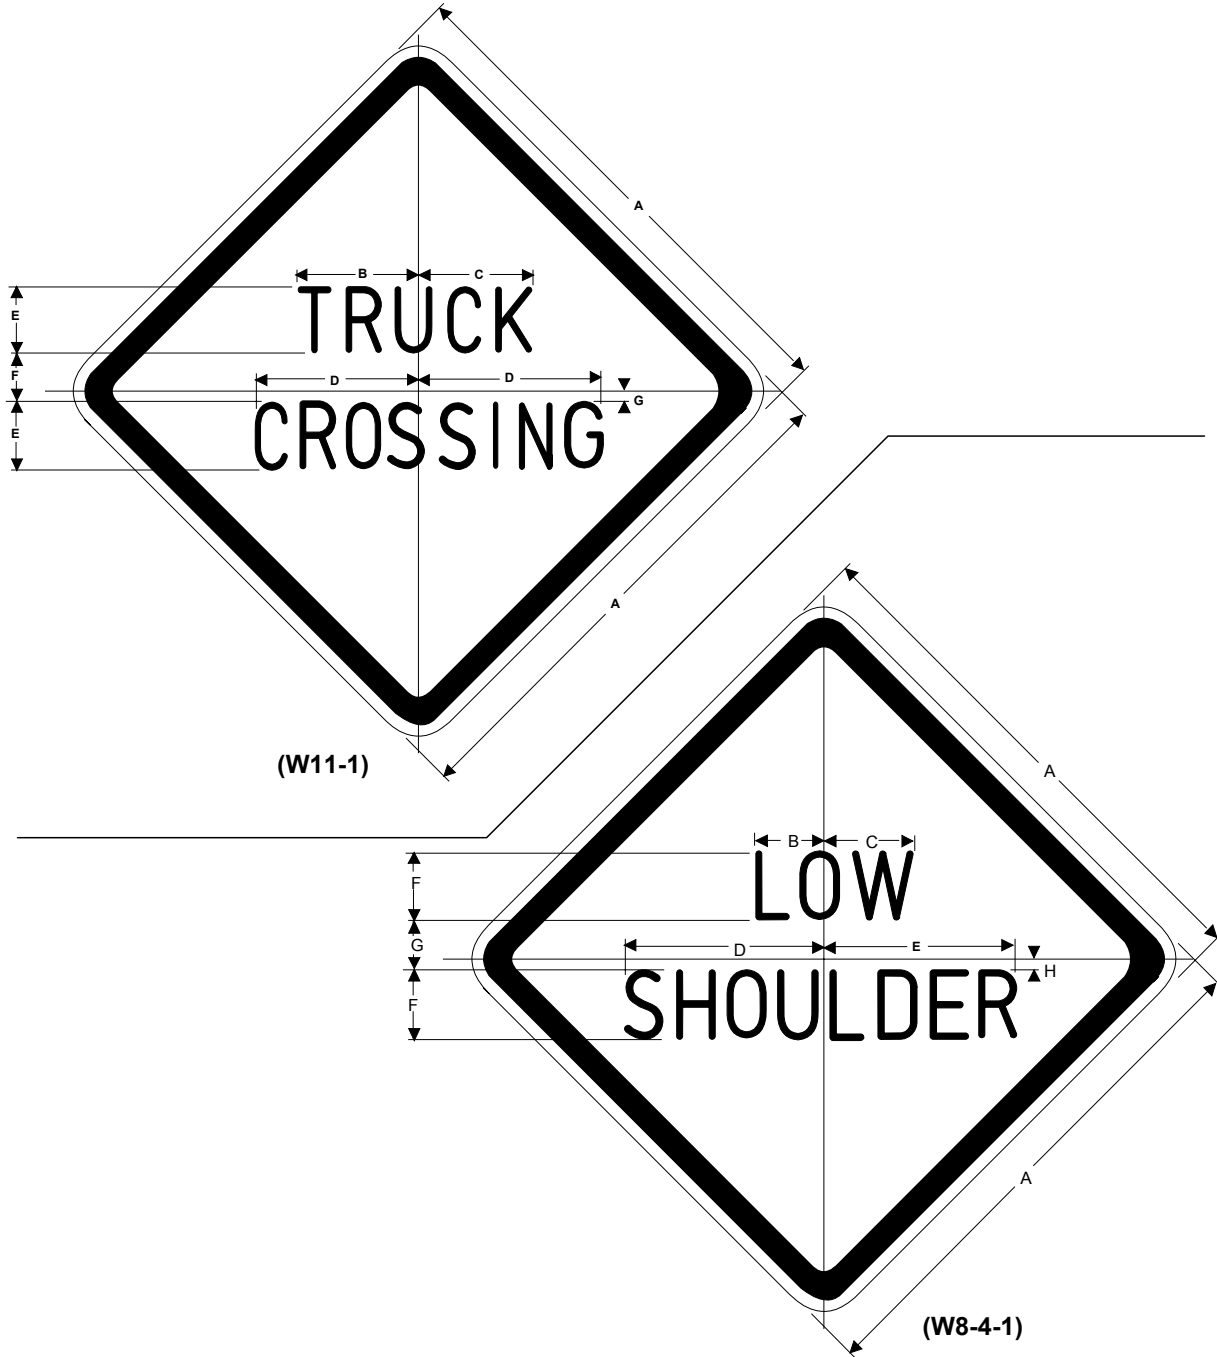 A
B C
TRUCK
E
F
D D
G
CROSSING
E
A
(W11-1)
A
B C
LOW
F
G
D E
H
SHOULDER
F
A
(W8-4-1)